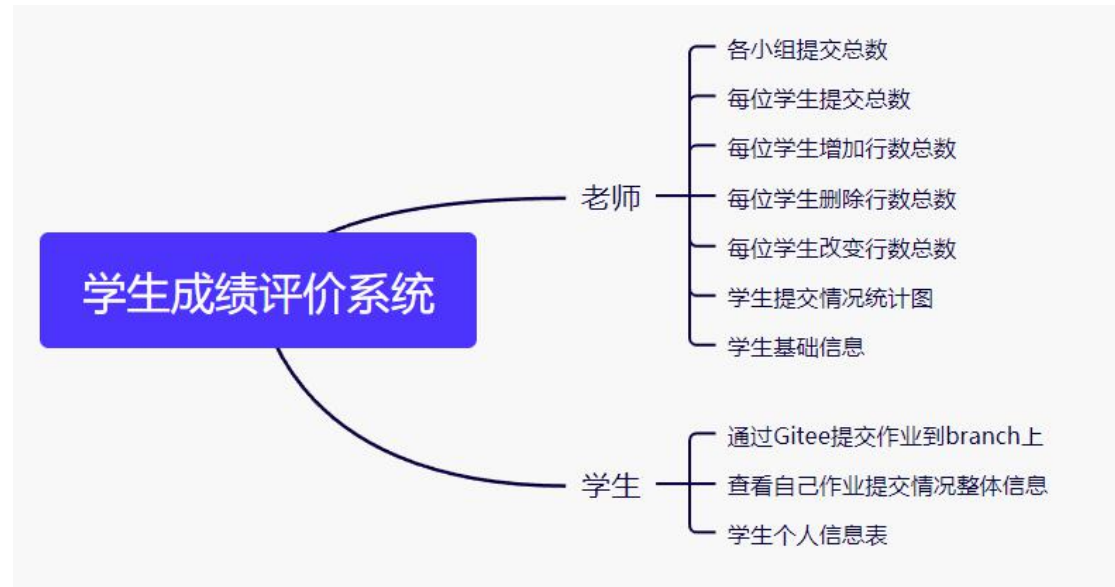 学生成绩评价系统
老师
各小组提交总数
每位学生提交总数
每位学生增加行数总数
每位学生删除行数总数
每位学生改变行数总数
学生提交情况统计图
学生基础信息
学生
通过Gitee提交作业到branch上
查看自己作业提交情况整体信息
学生个人信息表